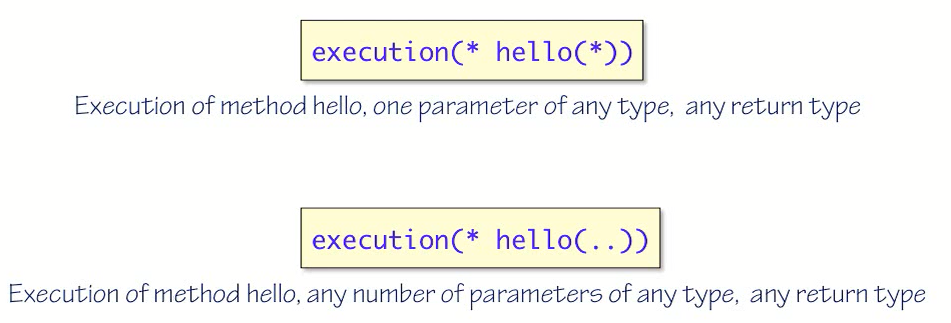 execution(* hello(*))
Execution of method hello, one parameter of any type, any return type
execution(* hello(..))
Execution of method hello, any number of parameters of any type, any return type